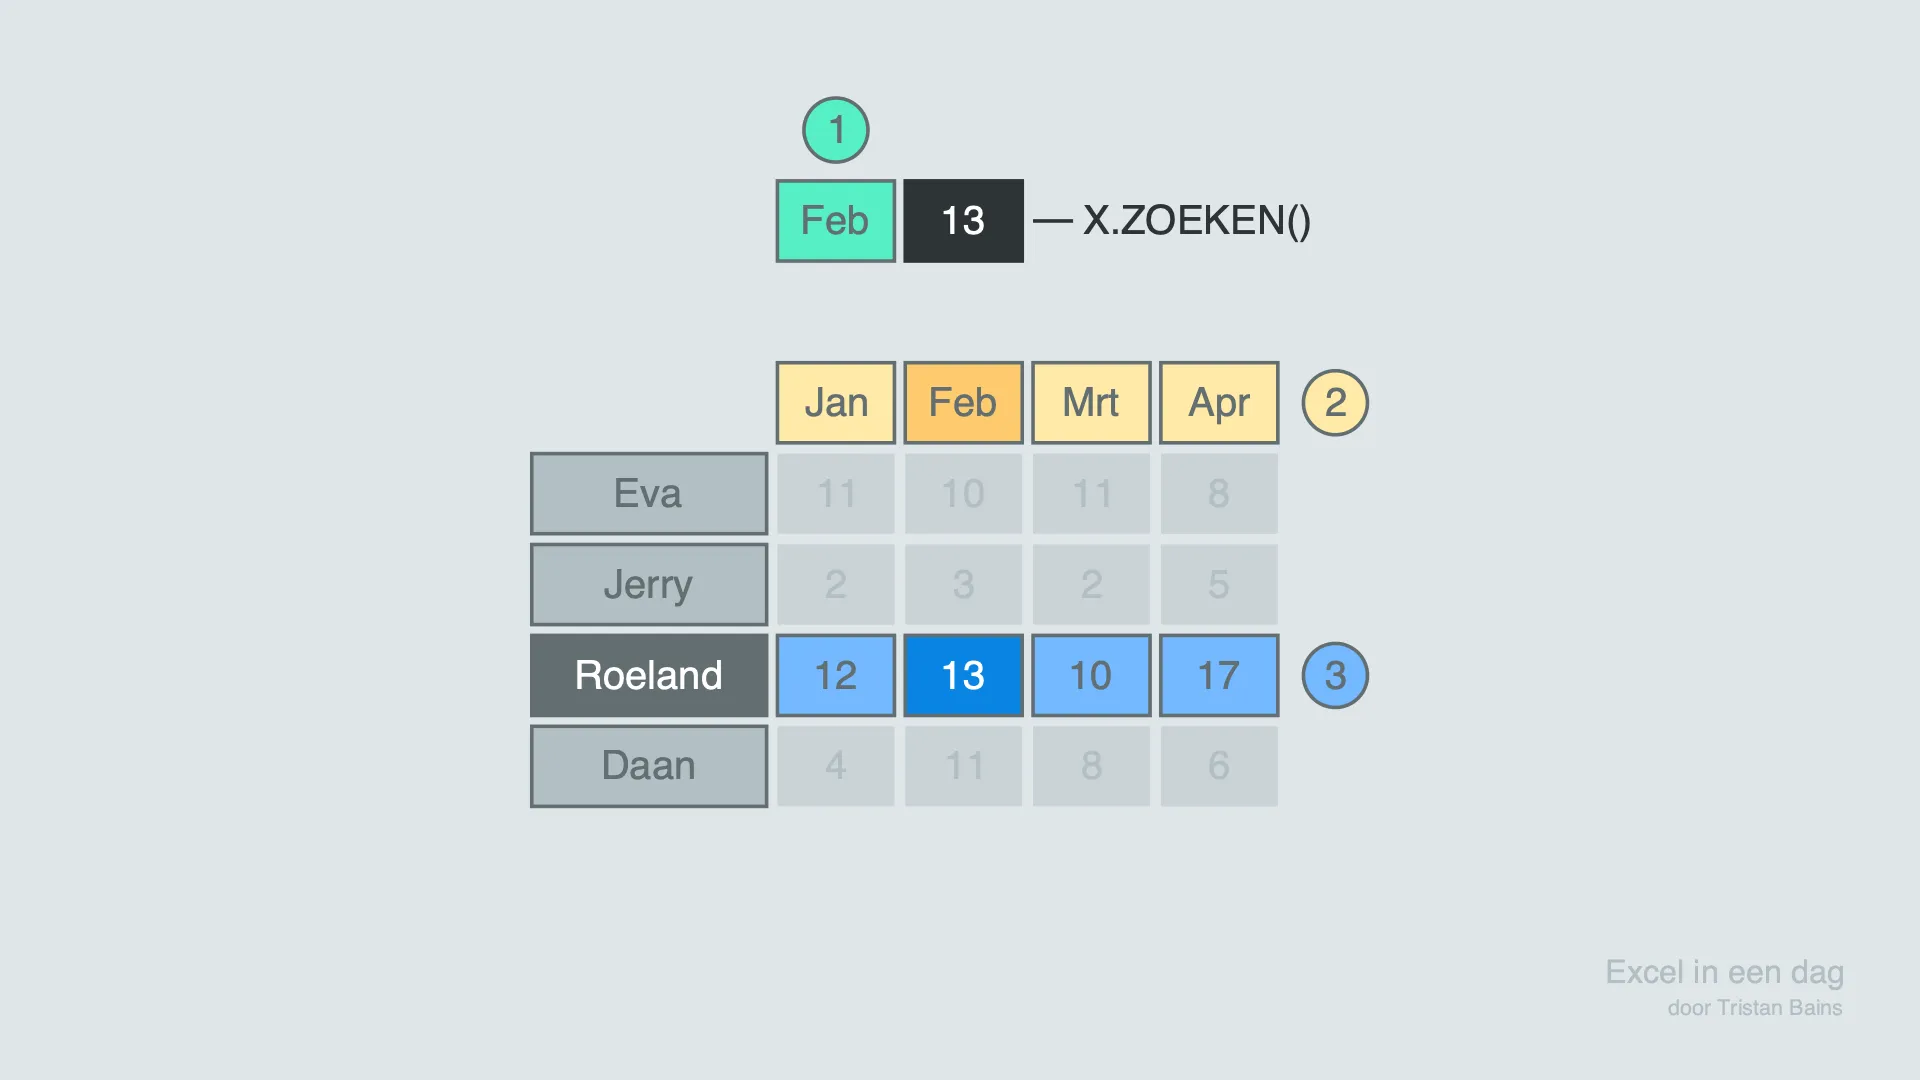 1
Feb 13 — X.ZOEKEN()
Jan Feb Mrt Apr 2
Eva 11 10 11 8
Jerry 2 3 2 5
Roeland 12 13 10 17 3
Daan 4 11 8 6
Excel in een dag
door Tristan Bains